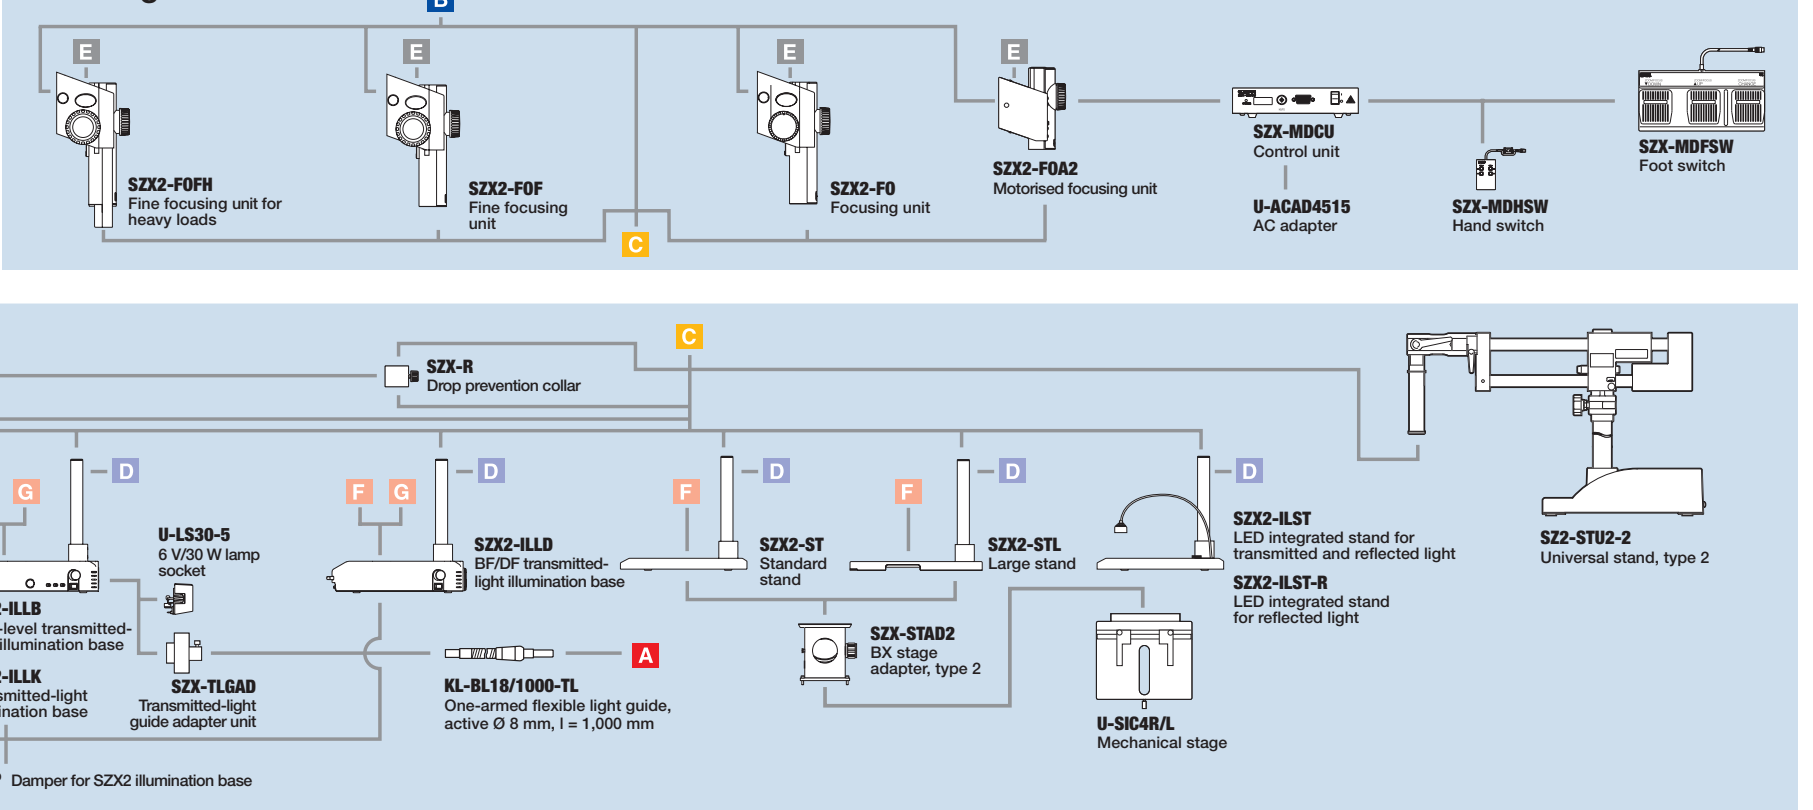 B
E
E
E
E
SZX2-FOFH
Fine focusing unit for
heavy loads
SZX2-FOF
Fine focusing
unit
SZX2-FO
Focusing unit
SZX2-FOA2
Motorised focusing unit
SZX-MDCU
Control unit
U-ACAD4515
AC adapter
SZX-MDHSW
Hand switch
SZX-MDFSW
Foot switch
C
C
SZX-R
Drop prevention collar
G
D
F
G
D
F
D
F
D
D
U-LS30-5
6 V/30 W lamp
socket
SZX2-ILLD
BF/DF transmitted-
light illumination base
SZX2-ST
Standard
stand
SZX2-STL
Large stand
SZX2-ILST
LED integrated stand for
transmitted and reflected light
SZX2-ILST-R
LED integrated stand
for reflected light
SZ2-STU2-2
Universal stand, type 2
-ILLB
-level transmitted-
illumination base
-ILLK
smitted-light
ination base
SZX-TLGAD
Transmitted-light
guide adapter unit
KL-BL18/1000-TL
One-armed flexible light guide,
active Ø 8 mm, l = 1,000 mm
A
SZX-STAD2
BX stage
adapter, type 2
U-SIC4R/L
Mechanical stage
Damper for SZX2 illumination base